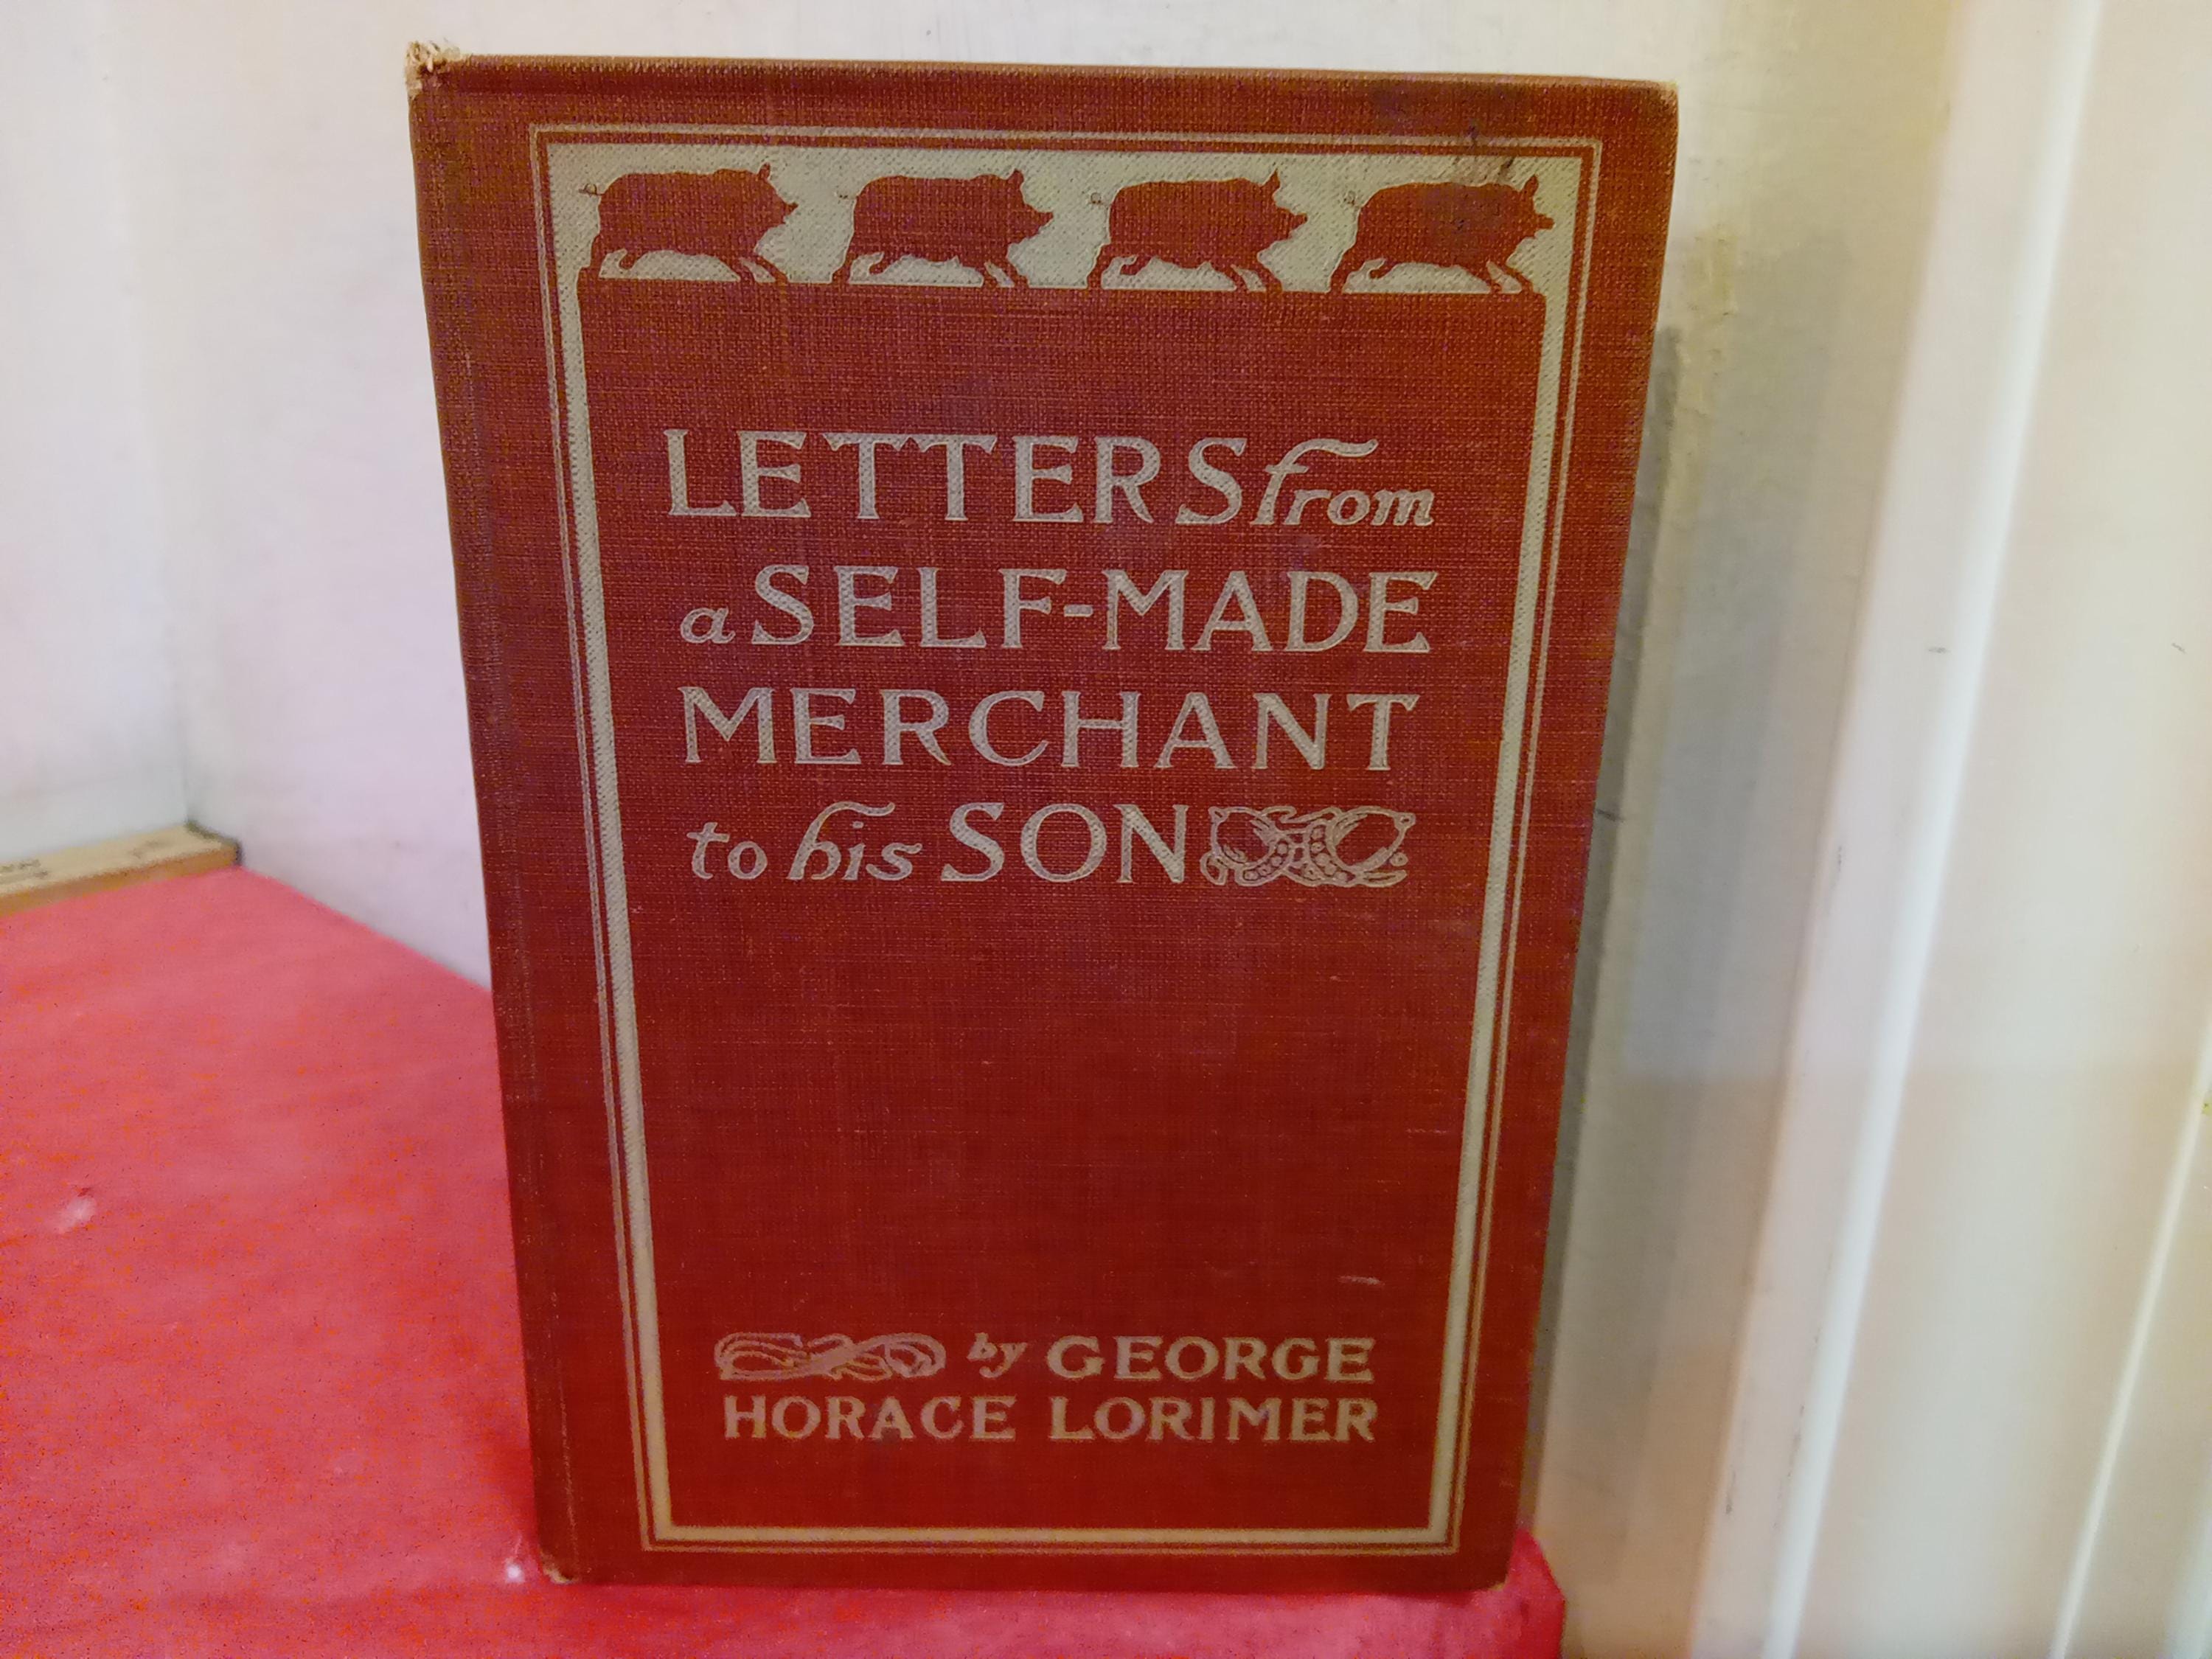 LETTERS from
a SELF-MADE
MERCHANT
to his SON
by GEORGE
HORACE LORIMER